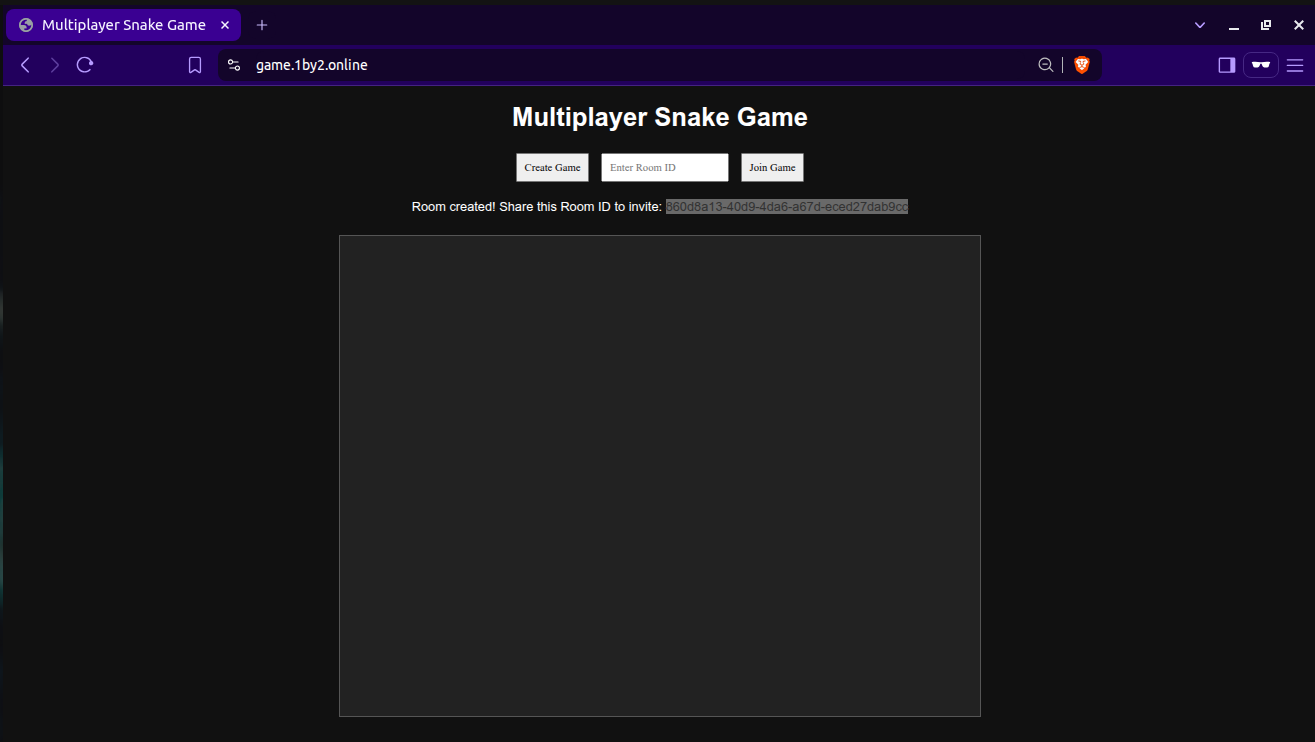 Multiplayer Snake Game
game.1by2.online
Multiplayer Snake Game
Create Game
Enter Room ID
Join Game
Room created! Share this Room ID to invite: 860d8a13-40d9-4da6-a67d-eced27dab9cc